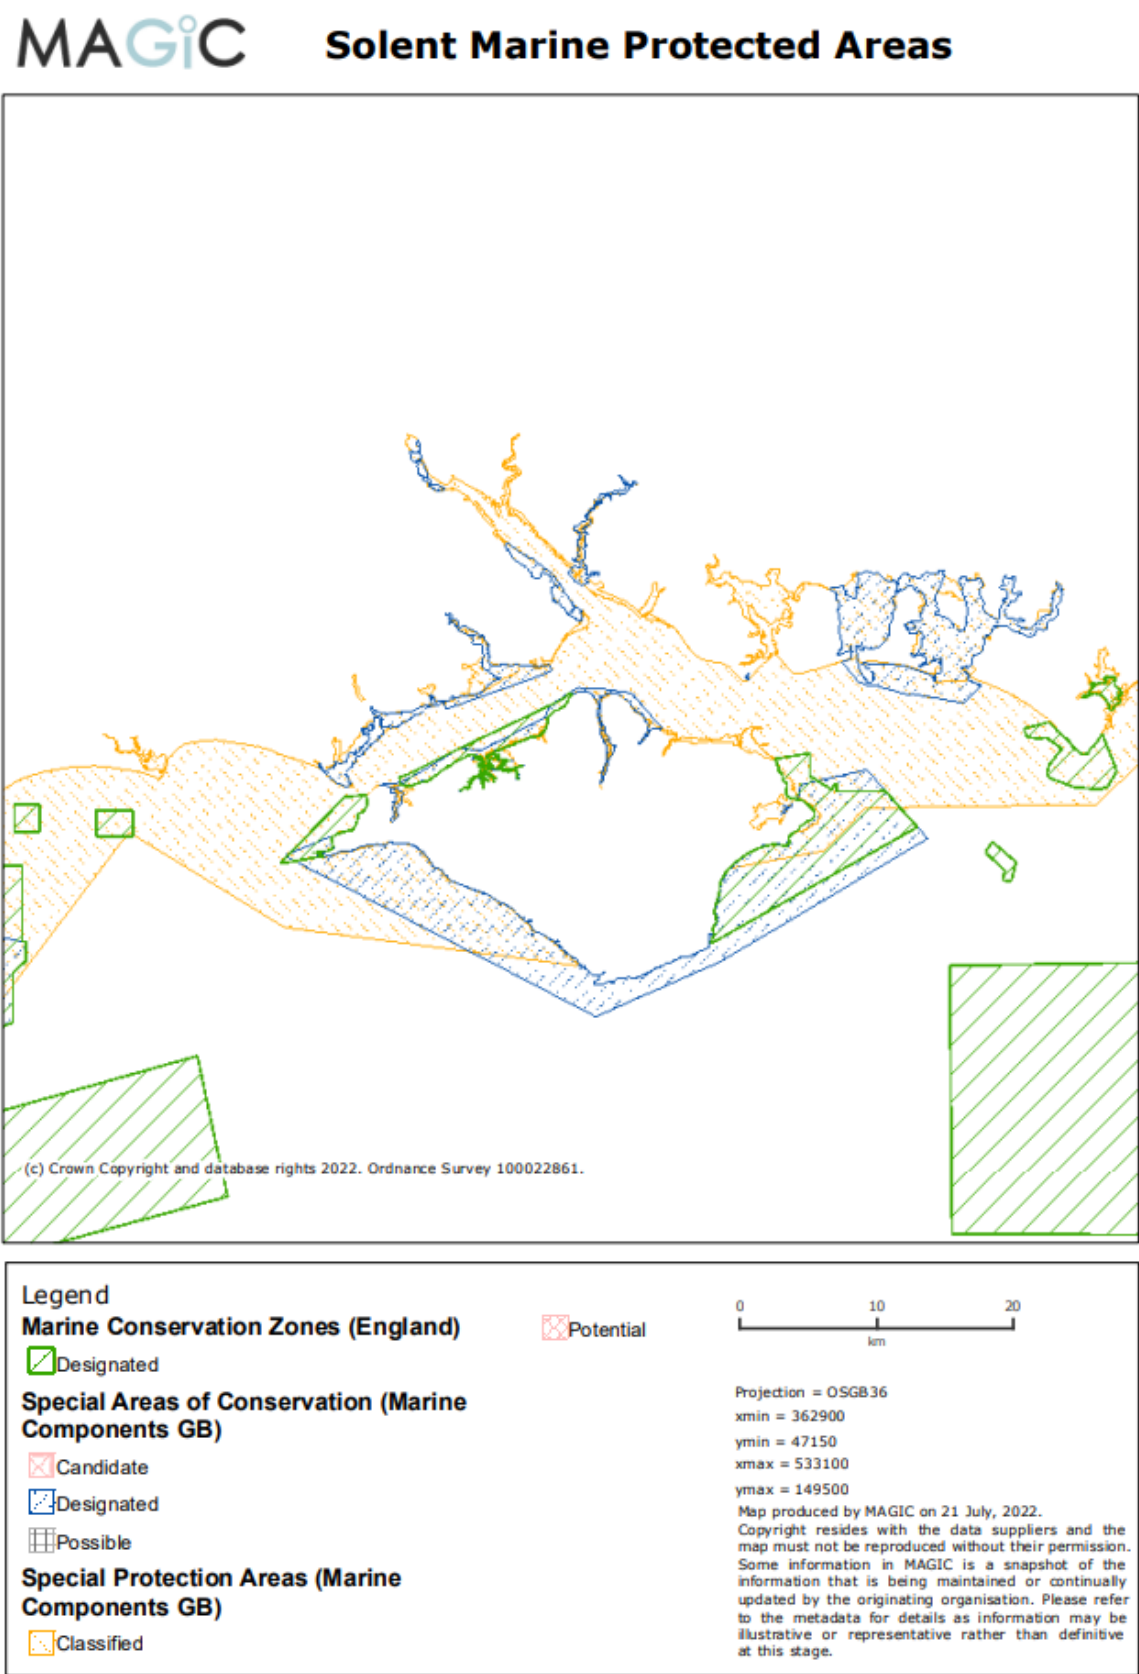 MAGiC
Solent Marine Protected Areas
(c) Crown Copyright and database rights 2022. Ordnance Survey 100022861.
Legend
Marine Conservation Zones (England)
Designated
Special Areas of Conservation (Marine
Components GB)
Candidate
Designated
Possible
Special Protection Areas (Marine
Components GB)
Classified
Potential
0 10 20
km
Projection = OSGB36
xmin = 362900
ymin = 47150
xmax = 533100
ymax = 149500
Map produced by MAGIC on 21 July, 2022.
Copyright resides with the data suppliers and the
map must not be reproduced without their permission.
Some information in MAGIC is a snapshot of the
information that is being maintained or continually
updated by the originating organisation. Please refer
to the metadata for details as information may be
illustrative or representative rather than definitive
at this stage.